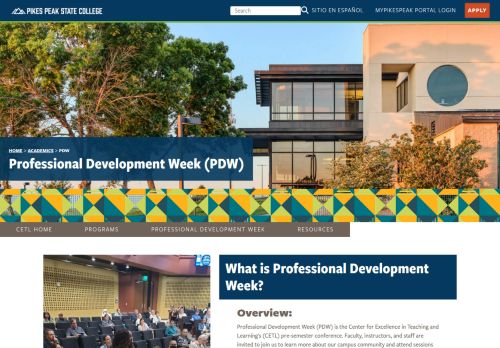 PIKES PEAK STATE COLLEGE
Search
SITIO EN ESPAÑOL
MYPIKESPEAK PORTAL LOGIN
APPLY
HOME > ACADEMICS > PDW
Professional Development Week (PDW)
CETL HOME
PROGRAMS
PROFESSIONAL DEVELOPMENT WEEK
RESOURCES
What is Professional Development
Week?
Overview:
Professional Development Week (PDW) is the Center for Excellence in Teaching and
Learning's (CETL) pre-semester conference. Faculty, instructors, and staff are
invited to join us to learn more about our campus community and attend sessions